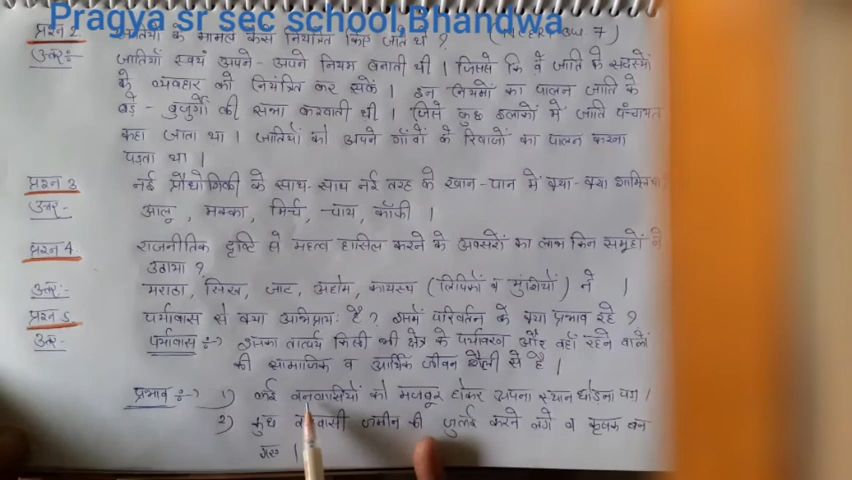 Pragya sr sec school,Bhandwa
प्रश्न 2. के मामले कैसे नियंत्रित किए जाते थे ?
उत्तर :- जातियाँ स्वयं अपने - अपने नियम बनाती थी । जिससे कि वे जाति के सदस्यों
के व्यवहार को नियंत्रित कर सकें । इन नियमों का पालन जाति के
बड़े - बुजुर्गों की सभा करवाती थी । जिसे कुछ इलाकों में जाति पंचायत
कहा जाता था । जातियों को अपने गाँवों के रिवाजों का पालन करना
पड़ता था ।
प्रश्न 3 नई प्रौधोगिकी के साथ- साथ नई तरह के खान - पान में क्या - क्या
उत्तर - आलू , मक्का, मिर्च, चाय, कॉफी ।
प्रश्न 4. राजनीतिक दृष्टि से महत्व हासिल करने के अवसरों का लाभ किन समूहों ने
उठाया ?
उत्तर:- मराठा, सिख, जाट, अहोम, कायस्थ (लिपिकों व मुंशियों) ने ।
प्रश्न 5 पर्यावास से क्या अभिप्राय: है ? इसमें परिवर्तन के क्या प्रभाव रहे ?
उत्तर:- पर्यावास :- इसका तात्पर्य किसी भी क्षेत्र के पर्यावरण और वहाँ रहने वालों
की सामाजिक व आर्थिक जीवन शैली से है ।
प्रभाव :- 1) कई वनवासियों को मजबूर होकर अपना स्थान छोड़ना पड़ा ।
2) कुछ जमीन की जुताई करने लगे व कृषक बन
गए ।